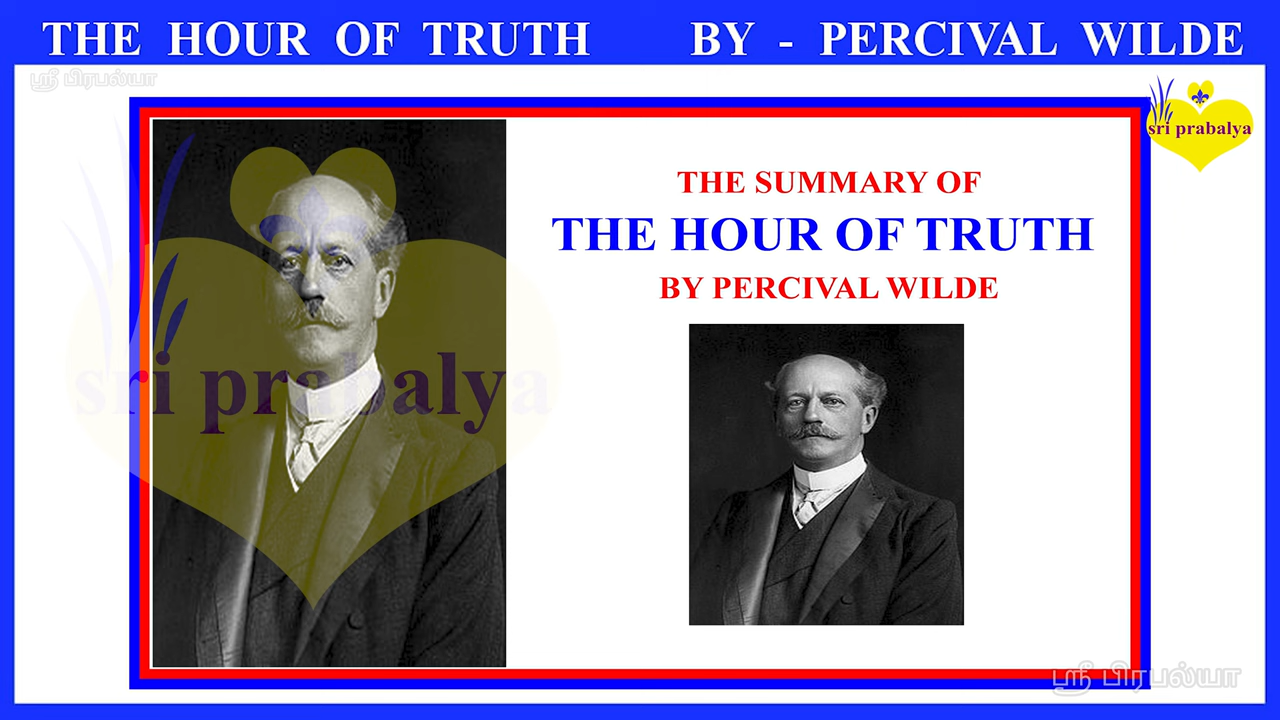 THE HOUR OF TRUTH BY - PERCIVAL WILDE
ஸ்ரீ பிரபல்யா
sri prabalya
THE SUMMARY OF
THE HOUR OF TRUTH
BY PERCIVAL WILDE
sri prabalya
ஸ்ரீ பிரபல்யா